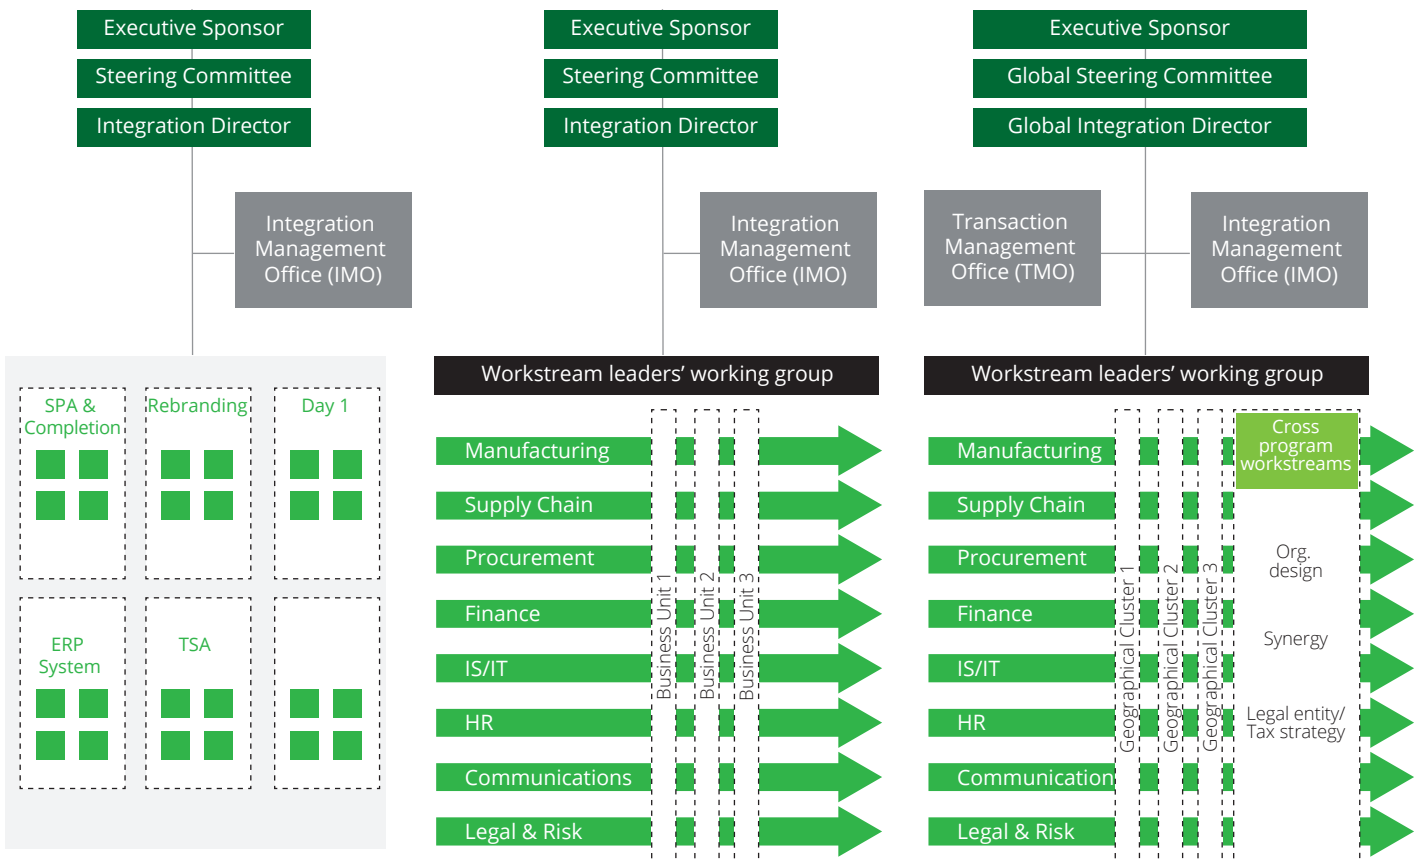 Executive Sponsor
Steering Committee
Integration Director
Integration
Management
Office (IMO)
SPA &
Completion
Rebranding
Day 1
ERP
System
TSA
Executive Sponsor
Steering Committee
Integration Director
Integration
Management
Office (IMO)
Workstream leaders’ working group
Manufacturing
Supply Chain
Procurement
Finance
IS/IT
HR
Communications
Legal & Risk
Business Unit 1
Business Unit 2
Business Unit 3
Executive Sponsor
Global Steering Committee
Global Integration Director
Transaction
Management
Office (TMO)
Integration
Management
Office (IMO)
Workstream leaders’ working group
Manufacturing
Supply Chain
Procurement
Finance
IS/IT
HR
Communication
Legal & Risk
Geographical Cluster 1
Geographical Cluster 2
Geographical Cluster 3
Cross
program
workstreams
Org.
design
Synergy
Legal entity/
Tax strategy